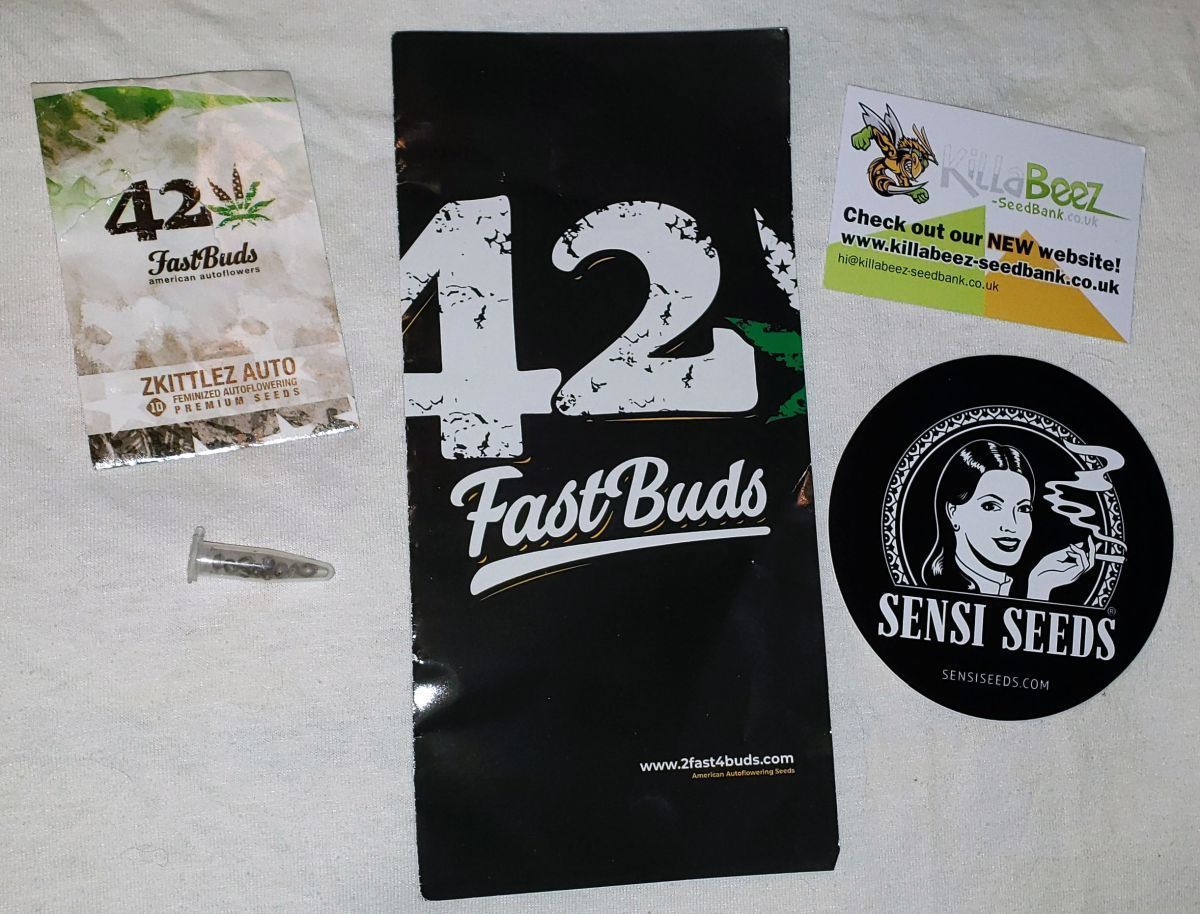 42
FastBuds
american autoflowers
ZKITTLEZ AUTO
FEMINIZED AUTOFLOWERING
10 PREMIUM SEEDS
42
FastBuds
www.2fast4buds.com
American Autoflowering Seeds
KillaBeez
-SeedBank.co.uk
Check out our NEW website!
www.killabeez-seedbank.co.uk
hi@killabeez-seedbank.co.uk
SENSI SEEDS®
SENSISEEDS.COM